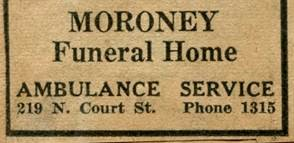 MORONEY
Funeral Home
AMBULANCE SERVICE
219 N. Court St. Phone 1315